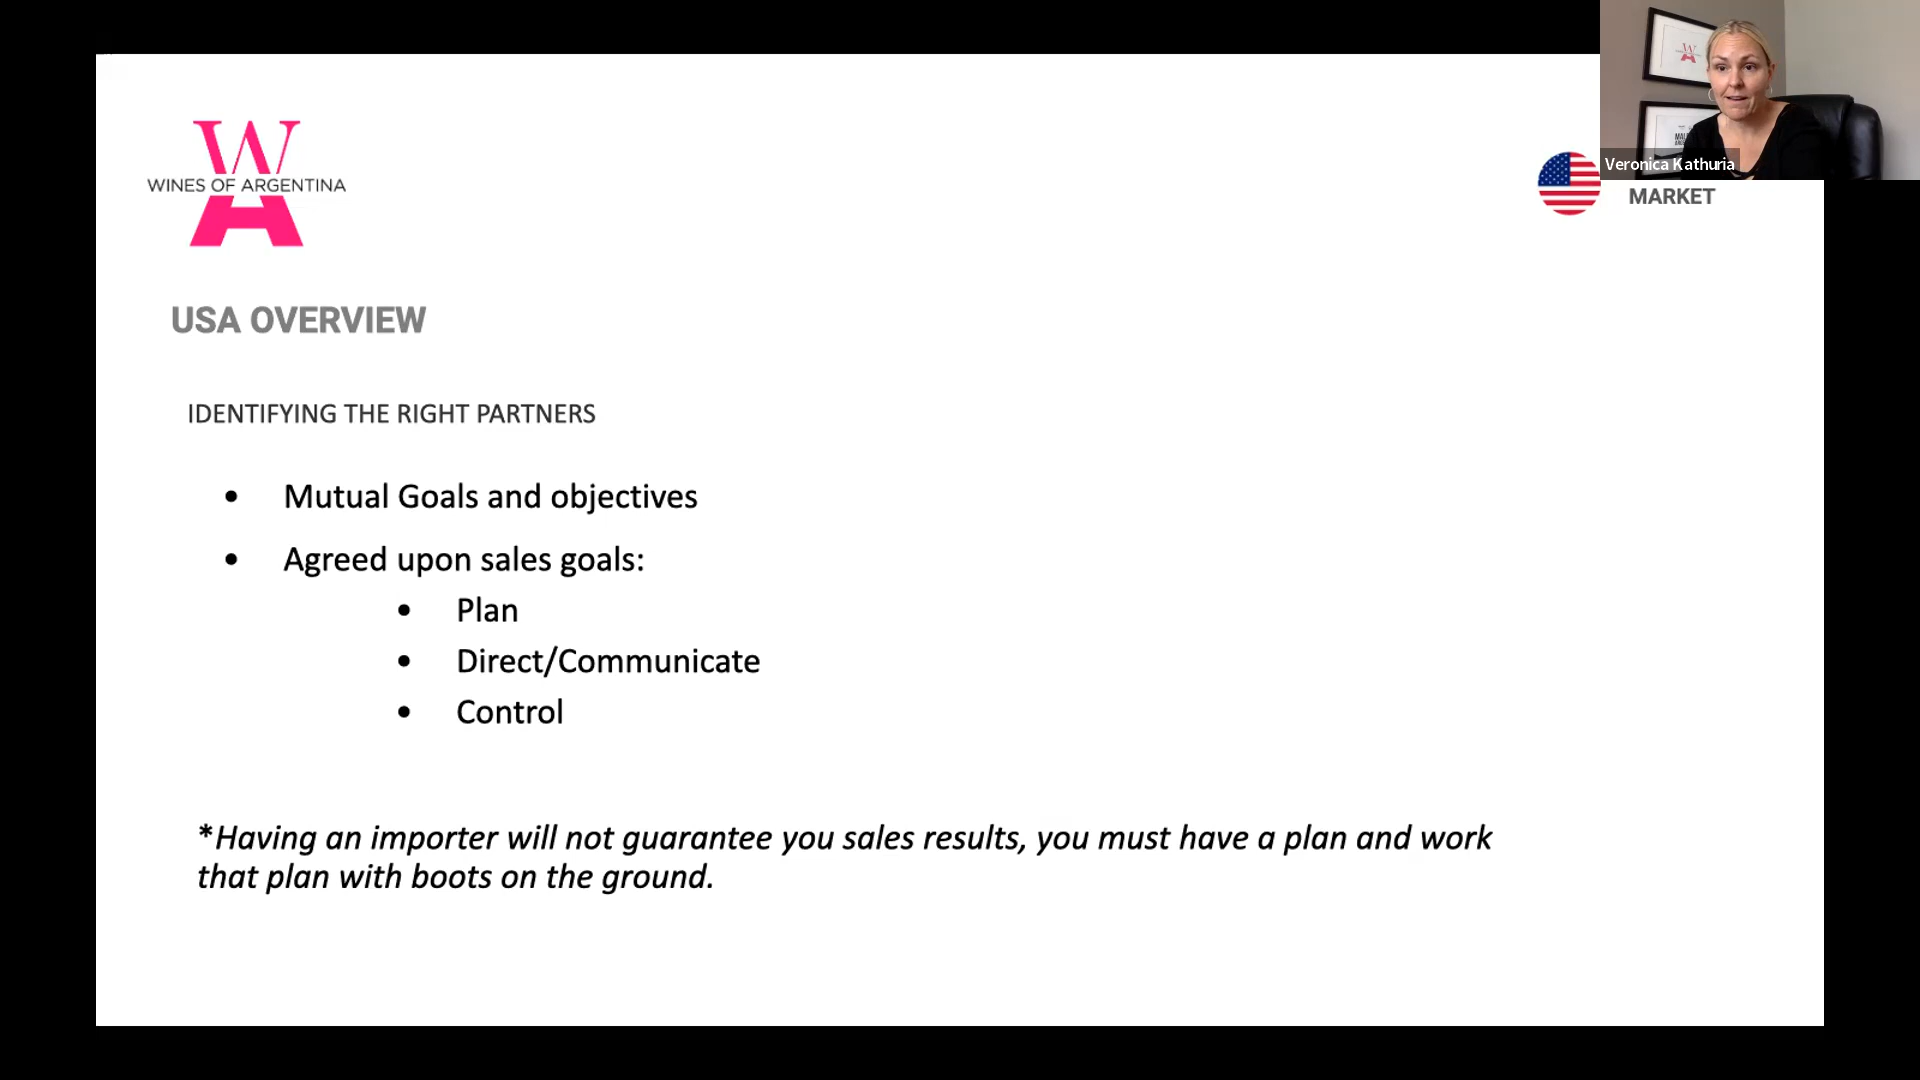 W
WINES OF ARGENTINA
A
Veronica Kathuria
MARKET
USA OVERVIEW
IDENTIFYING THE RIGHT PARTNERS
• Mutual Goals and objectives
• Agreed upon sales goals:
• Plan
• Direct/Communicate
• Control
*Having an importer will not guarantee you sales results, you must have a plan and work
that plan with boots on the ground.